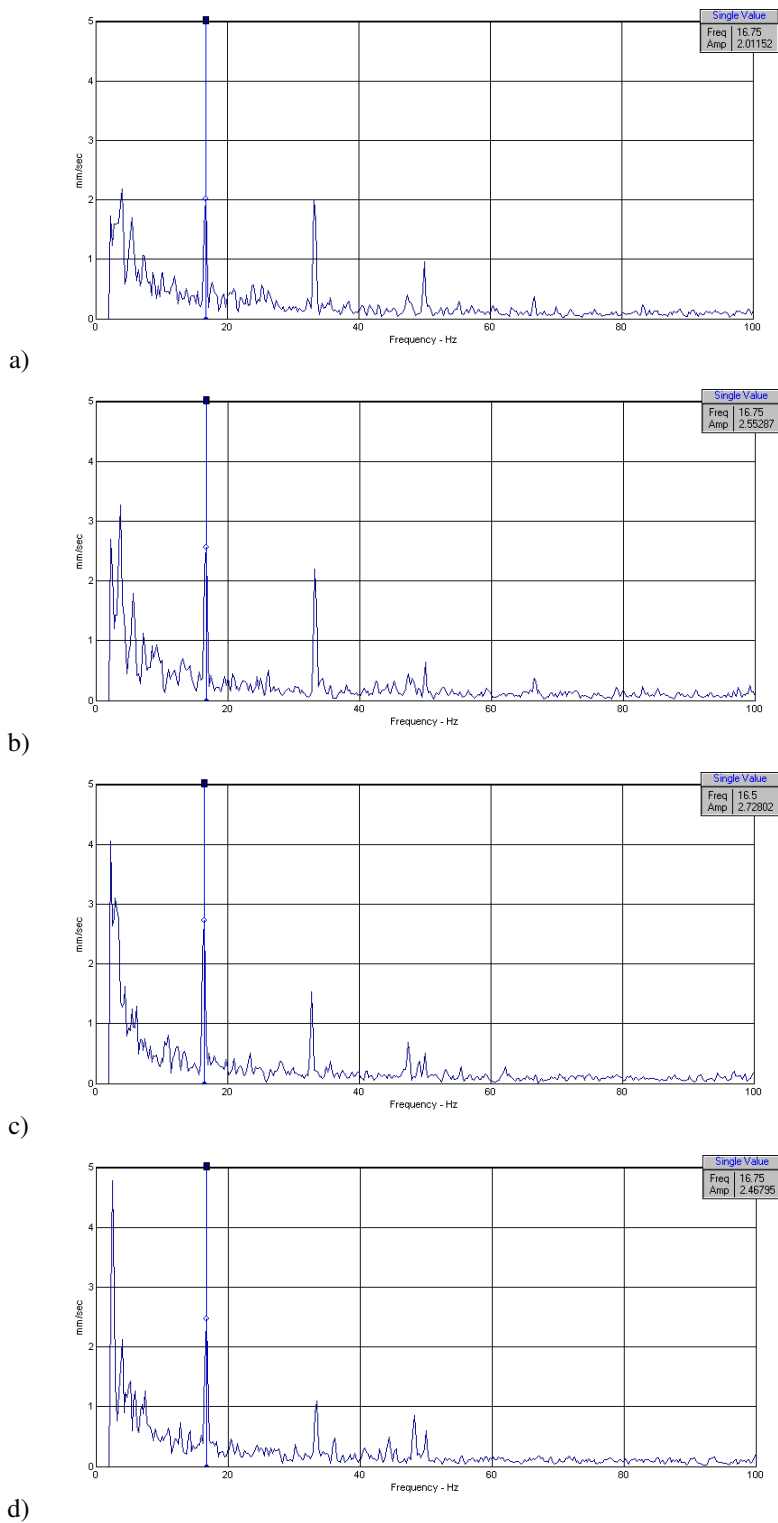 Single Value
Freq 16.75
Amp 2.01152
5
4
3
2
1
0
mm/sec
0 20 40 60 80 100
Frequency - Hz
a)
Single Value
Freq 16.75
Amp 2.55287
5
4
3
2
1
0
mm/sec
0 20 40 60 80 100
Frequency - Hz
b)
Single Value
Freq 16.5
Amp 2.72802
5
4
3
2
1
0
mm/sec
0 20 40 60 80 100
Frequency - Hz
c)
Single Value
Freq 16.75
Amp 2.46795
5
4
3
2
1
0
mm/sec
0 20 40 60 80 100
Frequency - Hz
d)